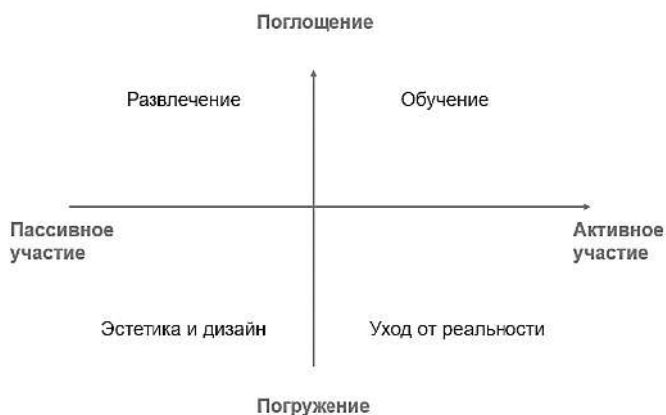 Поглощение
Развлечение
Обучение
Пассивное
участие
Активное
участие
Эстетика и дизайн
Уход от реальности
Погружение